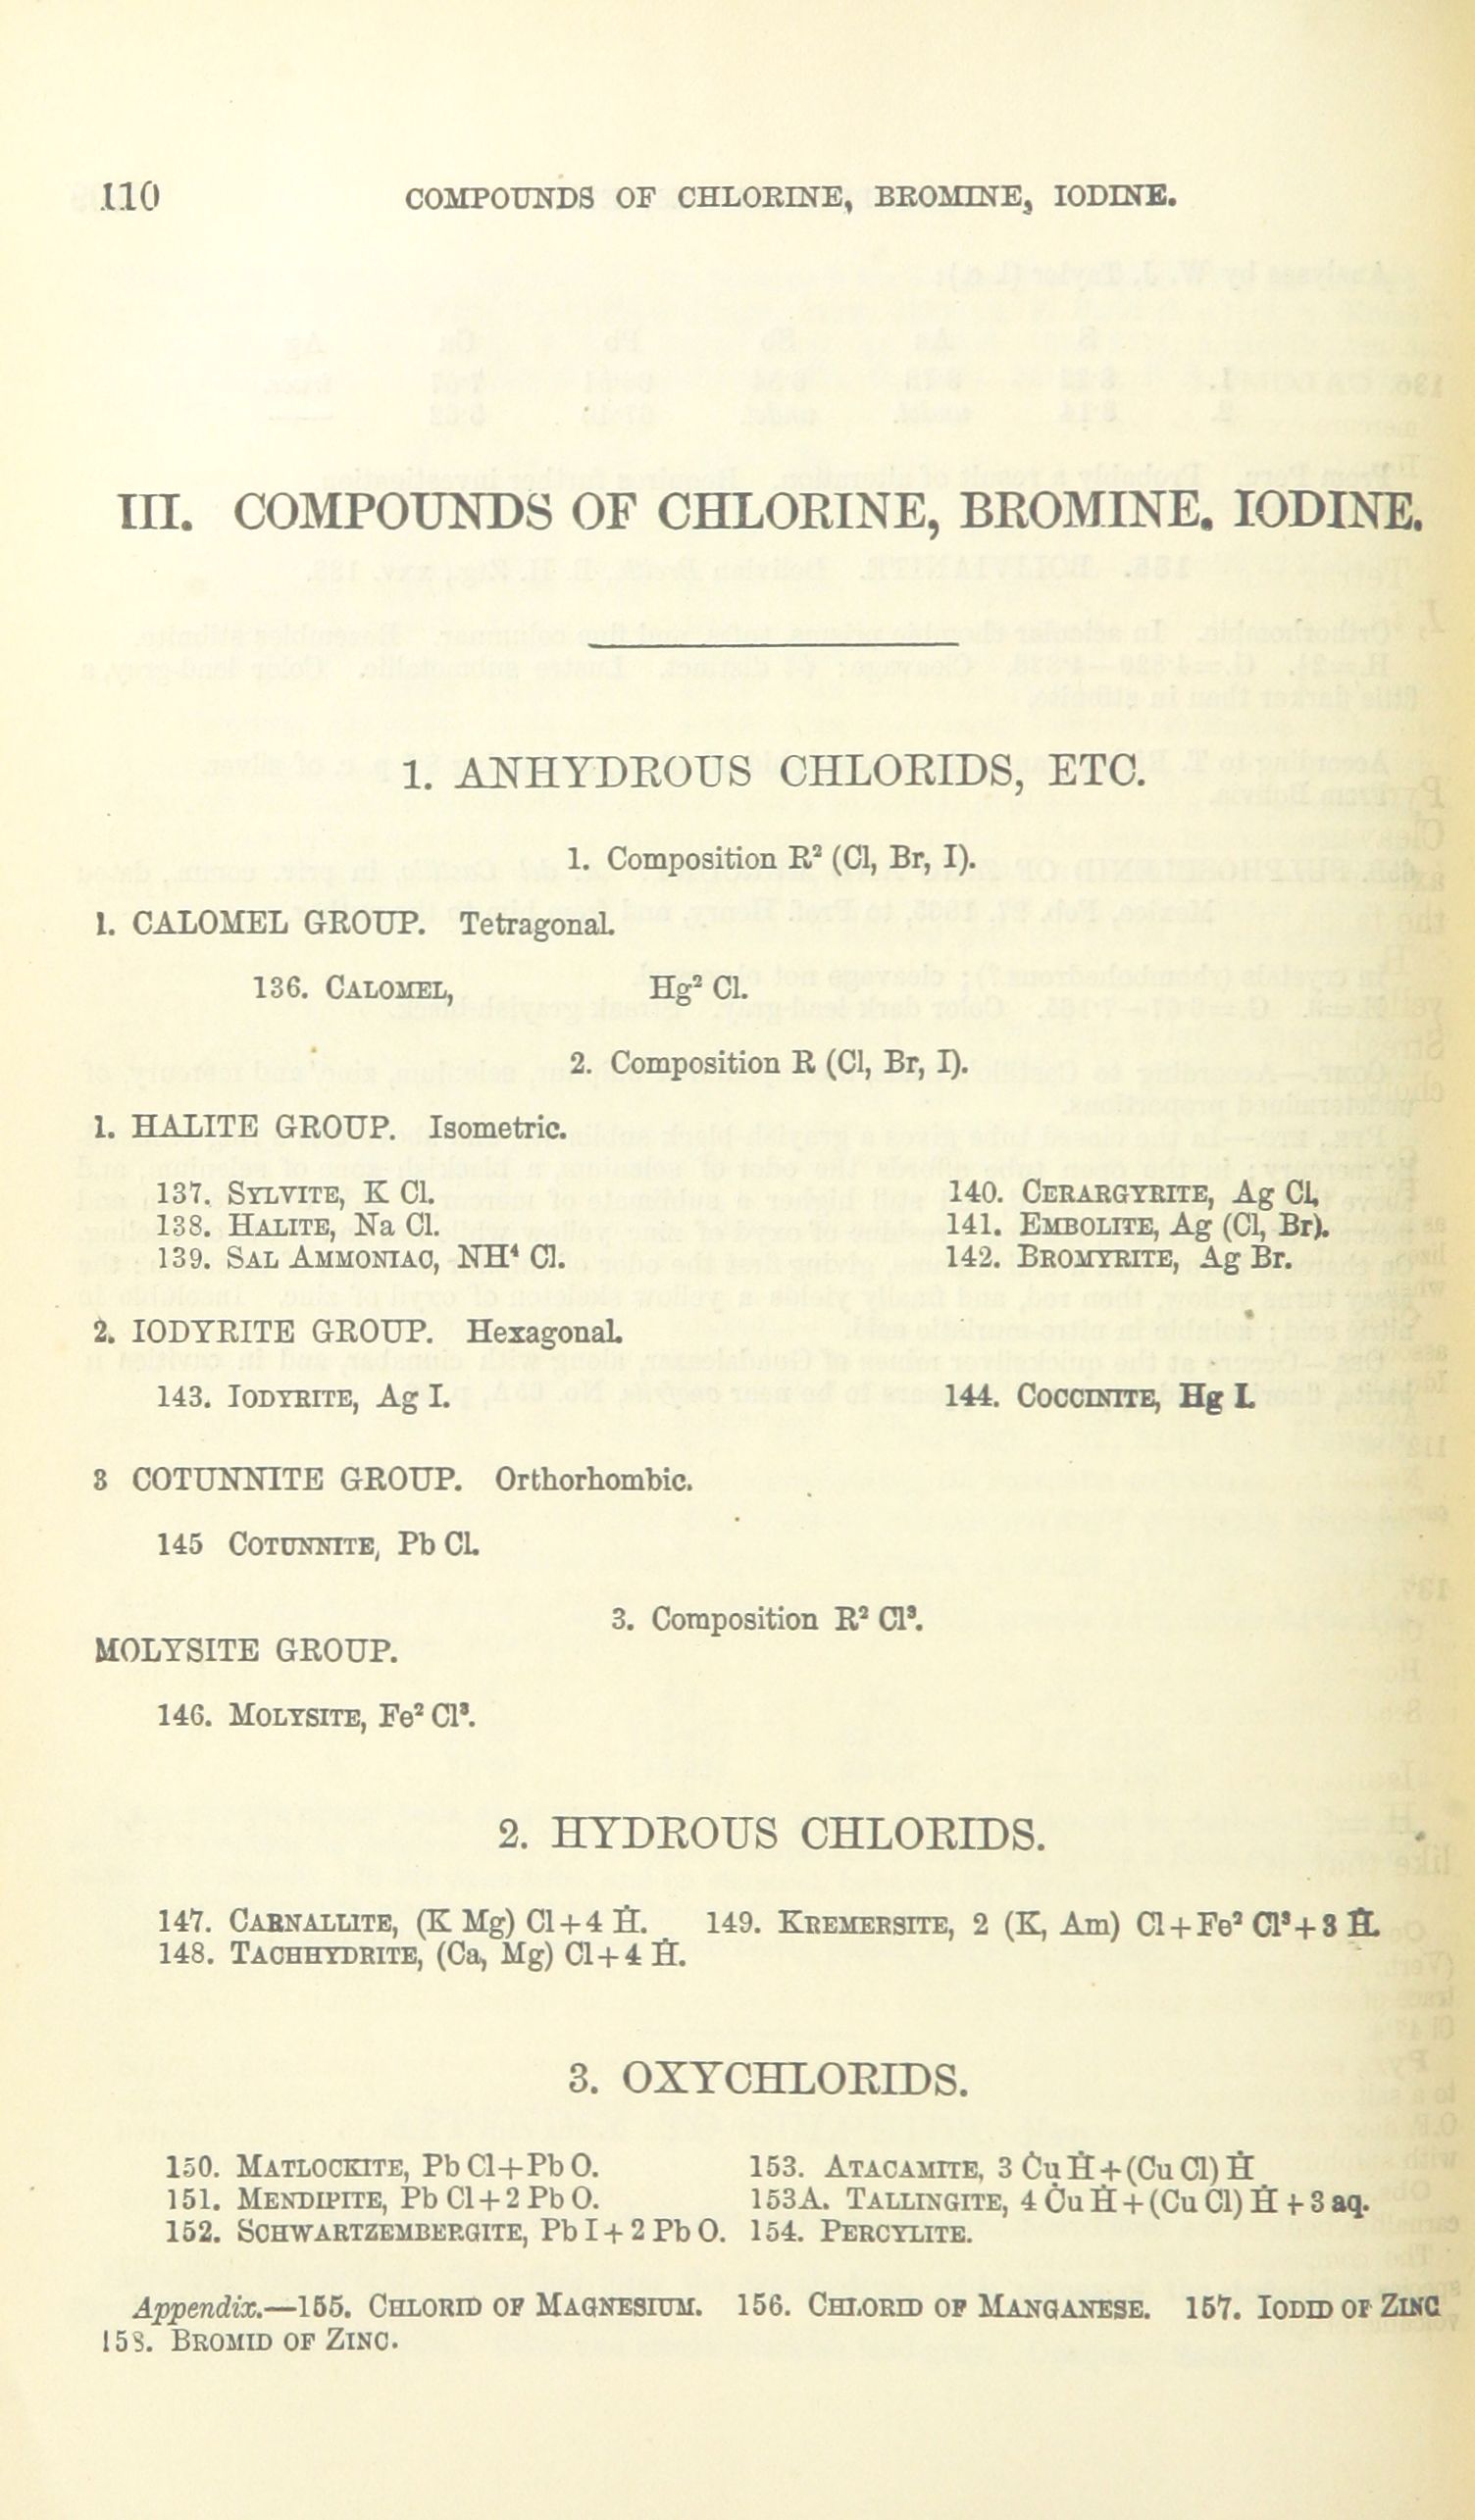 110 COMPOUNDS OF CHLORINE, BROMINE, IODINE.
III. COMPOUNDS OF CHLORINE, BROMINE. IODINE.
1. ANHYDROUS CHLORIDS, ETC.
1. Composition R² (Cl, Br, I).
1. CALOMEL GROUP. Tetragonal.
136. CALOMEL, Hg² Cl.
2. Composition R (Cl, Br, I).
1. HALITE GROUP. Isometric.
137. SYLVITE, K Cl. 140. CERARGYRITE, Ag Cl,
138. HALITE, Na Cl. 141. EMBOLITE, Ag (Cl, Br).
139. SAL AMMONIAC, NH⁴ Cl. 142. BROMYRITE, Ag Br.
2. IODYRITE GROUP. Hexagonal.
143. IODYRITE, Ag I. 144. COCCINITE, Hg I.
3 COTUNNITE GROUP. Orthorhombic.
145 COTUNNITE, Pb Cl.
3. Composition R² Cl³.
MOLYSITE GROUP.
146. MOLYSITE, Fe² Cl³.
2. HYDROUS CHLORIDS.
147. CARNALLITE, (K Mg) Cl+4 Ḣ. 149. KREMERSITE, 2 (K, Am) Cl+Fe² Cl³+3 Ḣ.
148. TACHHYDRITE, (Ca, Mg) Cl+4 Ḣ.
3. OXYCHLORIDS.
150. MATLOCKITE, Pb Cl+Pb O. 153. ATACAMITE, 3 Ċu Ḣ+(Cu Cl) Ḣ
151. MENDIPITE, Pb Cl+2 Pb O. 153A. TALLINGITE, 4 Ċu Ḣ+(Cu Cl) Ḣ+3 aq.
152. SCHWARTZEMBERGITE, Pb I+2 Pb O. 154. PERCYLITE.
Appendix.—155. CHLORID OF MAGNESIUM. 156. CHLORID OF MANGANESE. 157. IODID OF ZINC
158. BROMID OF ZINC.